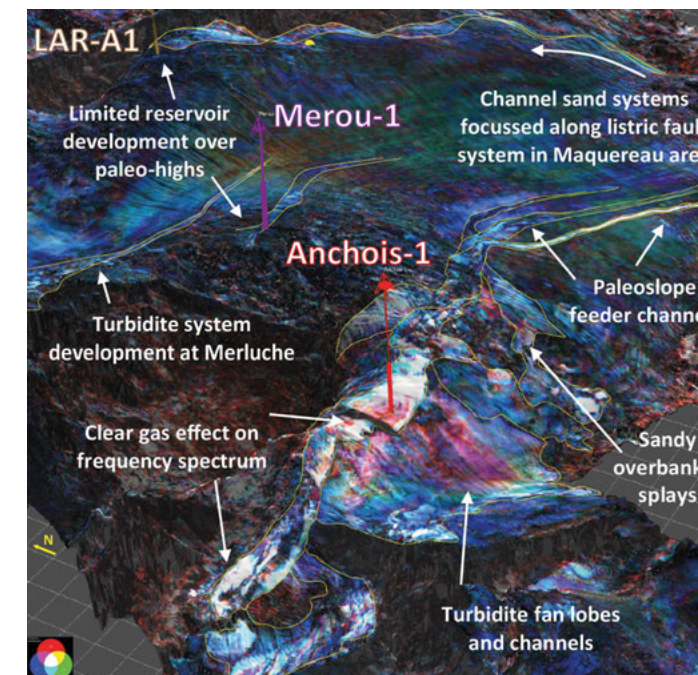 LAR-A1
Limited reservoir
development over
paleo-highs
Merou-1
Channel sand systems
focussed along listric faul
system in Maquereau are
Anchois-1
Turbidite system
development at Merluche
Paleoslope
feeder channe
Clear gas effect on
frequency spectrum
Sandy
overbank
splays
N
Turbidite fan lobes
and channels